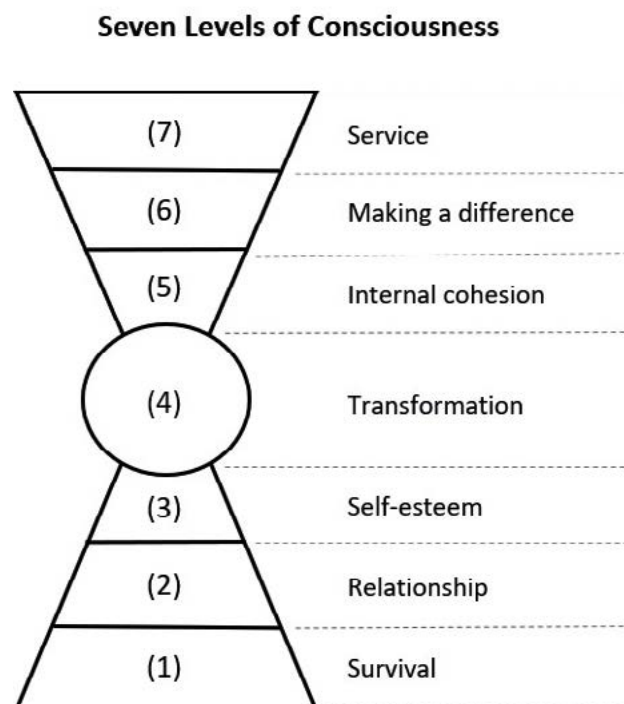 Seven Levels of Consciousness
(7) Service
(6) Making a difference
(5) Internal cohesion
(4) Transformation
(3) Self-esteem
(2) Relationship
(1) Survival